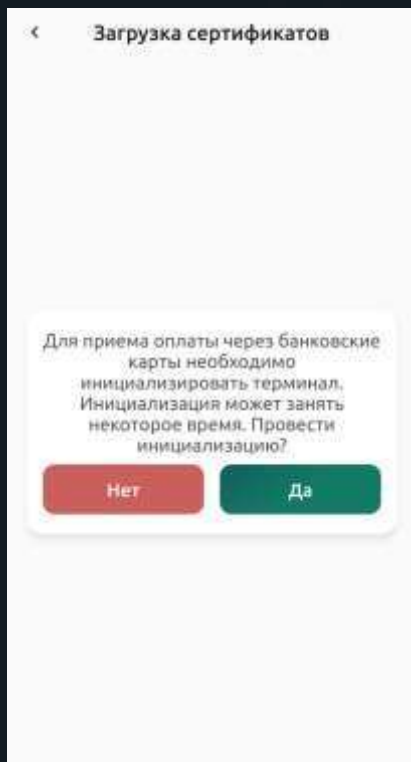 Загрузка сертификатов
Для приема оплаты через банковские
карты необходимо
инициализировать терминал.
Инициализация может занять
некоторое время. Провести
инициализацию?
Нет
Да